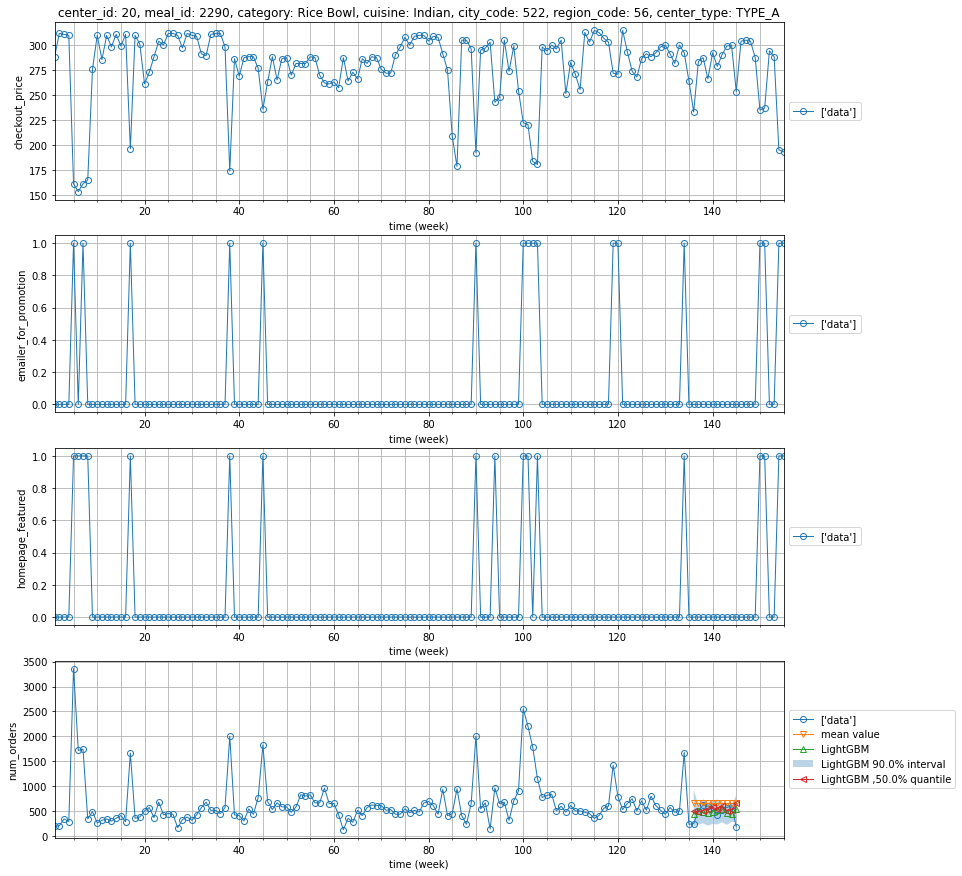 center_id: 20, meal_id: 2290, category: Rice Bowl, cuisine: Indian, city_code: 522, region_code: 56, center_type: TYPE_A
300
275
250
225
200
175
150
checkout_price
20 40 60 80 100 120 140
time (week)
['data']
1.0
0.8
0.6
0.4
0.2
0.0
emailer_for_promotion
20 40 60 80 100 120 140
time (week)
['data']
1.0
0.8
0.6
0.4
0.2
0.0
homepage_featured
20 40 60 80 100 120 140
time (week)
['data']
3500
3000
2500
2000
1500
1000
500
0
num_orders
20 40 60 80 100 120 140
time (week)
['data']
mean value
LightGBM
LightGBM 90.0% interval
LightGBM ,50.0% quantile